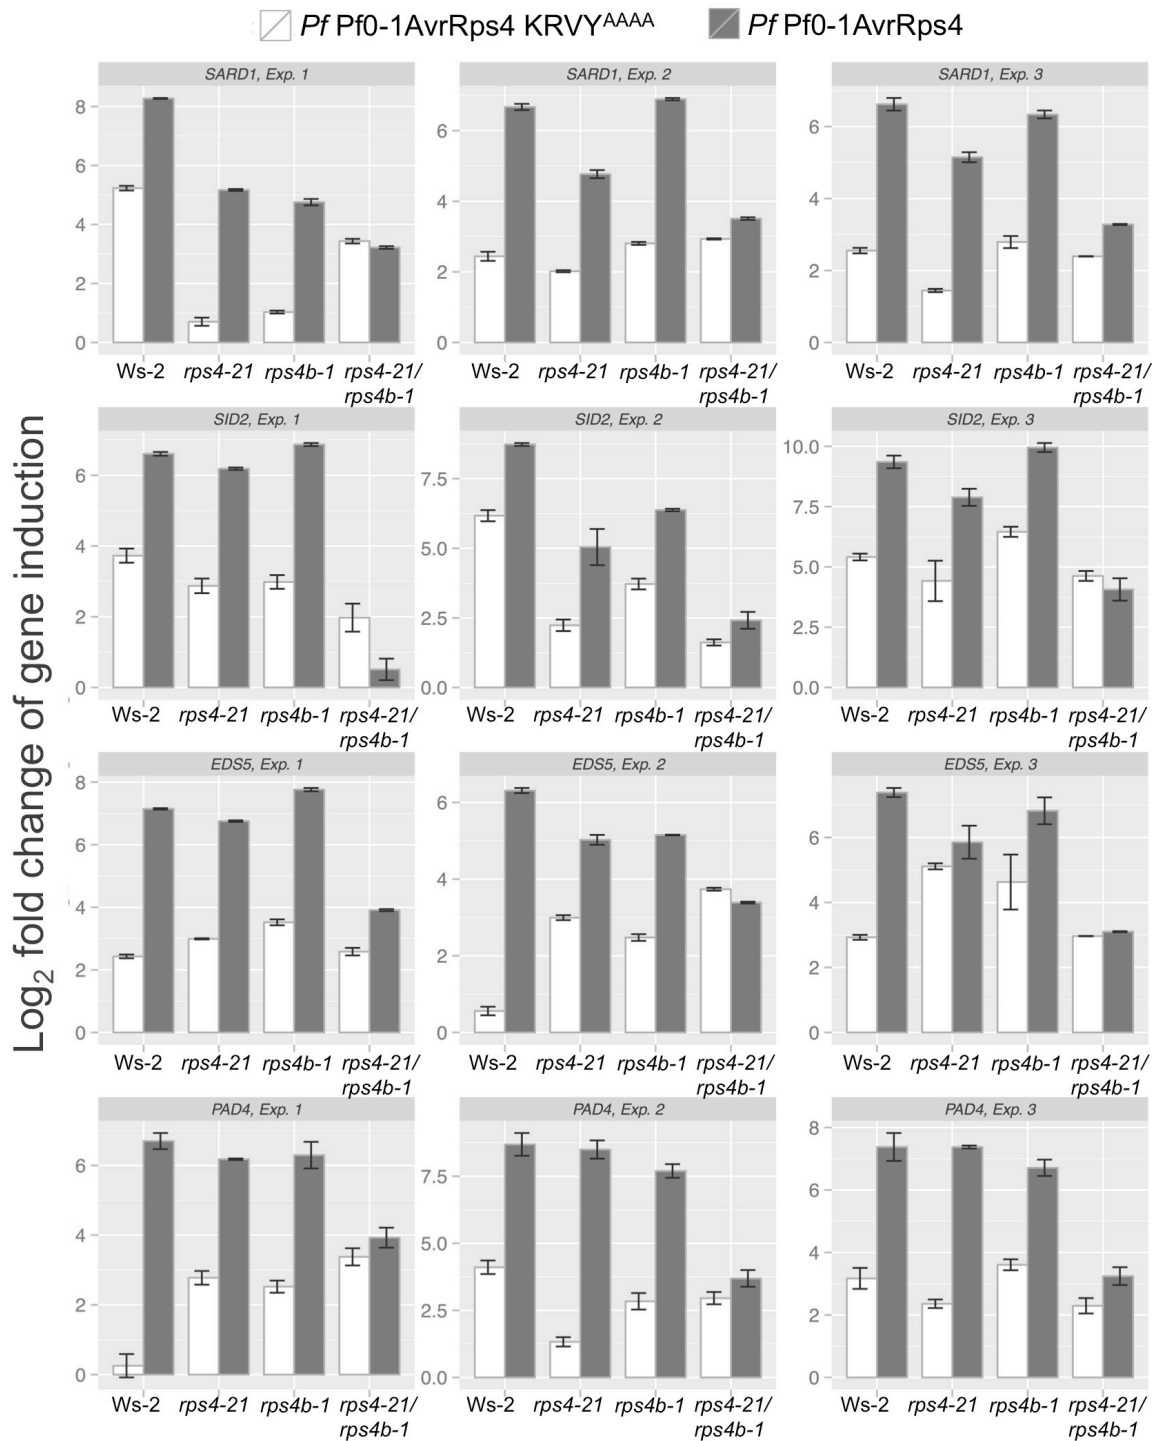 Pf Pf0-1AvrRps4 KRVY^AAAA Pf Pf0-1AvrRps4
Log2 fold change of gene induction
SARD1, Exp. 1
8
6
4
2
0
Ws-2 rps4-21 rps4b-1 rps4-21/
rps4b-1
SARD1, Exp. 2
6
4
2
0
Ws-2 rps4-21 rps4b-1 rps4-21/
rps4b-1
SARD1, Exp. 3
6
4
2
0
Ws-2 rps4-21 rps4b-1 rps4-21/
rps4b-1
SID2, Exp. 1
6
4
2
0
Ws-2 rps4-21 rps4b-1 rps4-21/
rps4b-1
SID2, Exp. 2
7.5
5.0
2.5
0.0
Ws-2 rps4-21 rps4b-1 rps4-21/
rps4b-1
SID2, Exp. 3
10.0
7.5
5.0
2.5
0.0
Ws-2 rps4-21 rps4b-1 rps4-21/
rps4b-1
EDS5, Exp. 1
8
6
4
2
0
Ws-2 rps4-21 rps4b-1 rps4-21/
rps4b-1
EDS5, Exp. 2
6
4
2
0
Ws-2 rps4-21 rps4b-1 rps4-21/
rps4b-1
EDS5, Exp. 3
6
4
2
0
Ws-2 rps4-21 rps4b-1 rps4-21/
rps4b-1
PAD4, Exp. 1
6
4
2
0
Ws-2 rps4-21 rps4b-1 rps4-21/
rps4b-1
PAD4, Exp. 2
7.5
5.0
2.5
0.0
Ws-2 rps4-21 rps4b-1 rps4-21/
rps4b-1
PAD4, Exp. 3
8
6
4
2
0
Ws-2 rps4-21 rps4b-1 rps4-21/
rps4b-1